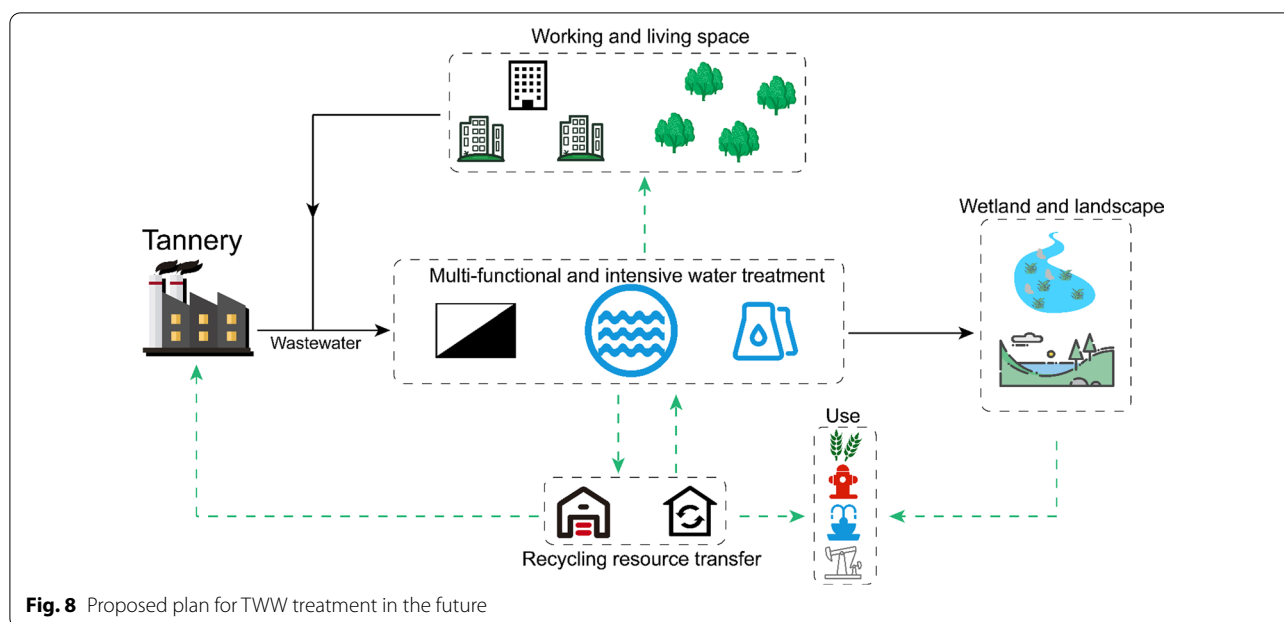 Working and living space
Wetland and landscape
Tannery
Multi-functional and intensive water treatment
Wastewater
Use
Recycling resource transfer
Fig. 8 Proposed plan for TWW treatment in the future